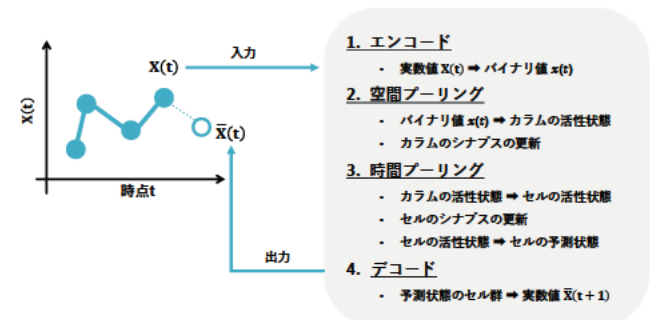 X(t)
X(t)
入力
X̅(t)
時点t
出力
1. エンコード
- 実数値 X(t) ➡ バイナリ値 x(t)
2. 空間プーリング
- バイナリ値 x(t) ➡ カラムの活性状態
- カラムのシナプスの更新
3. 時間プーリング
- カラムの活性状態 ➡ セルの活性状態
- セルのシナプスの更新
- セルの活性状態 ➡ セルの予測状態
4. デコード
- 予測状態のセル群 ➡ 実数値 X̅(t + 1)